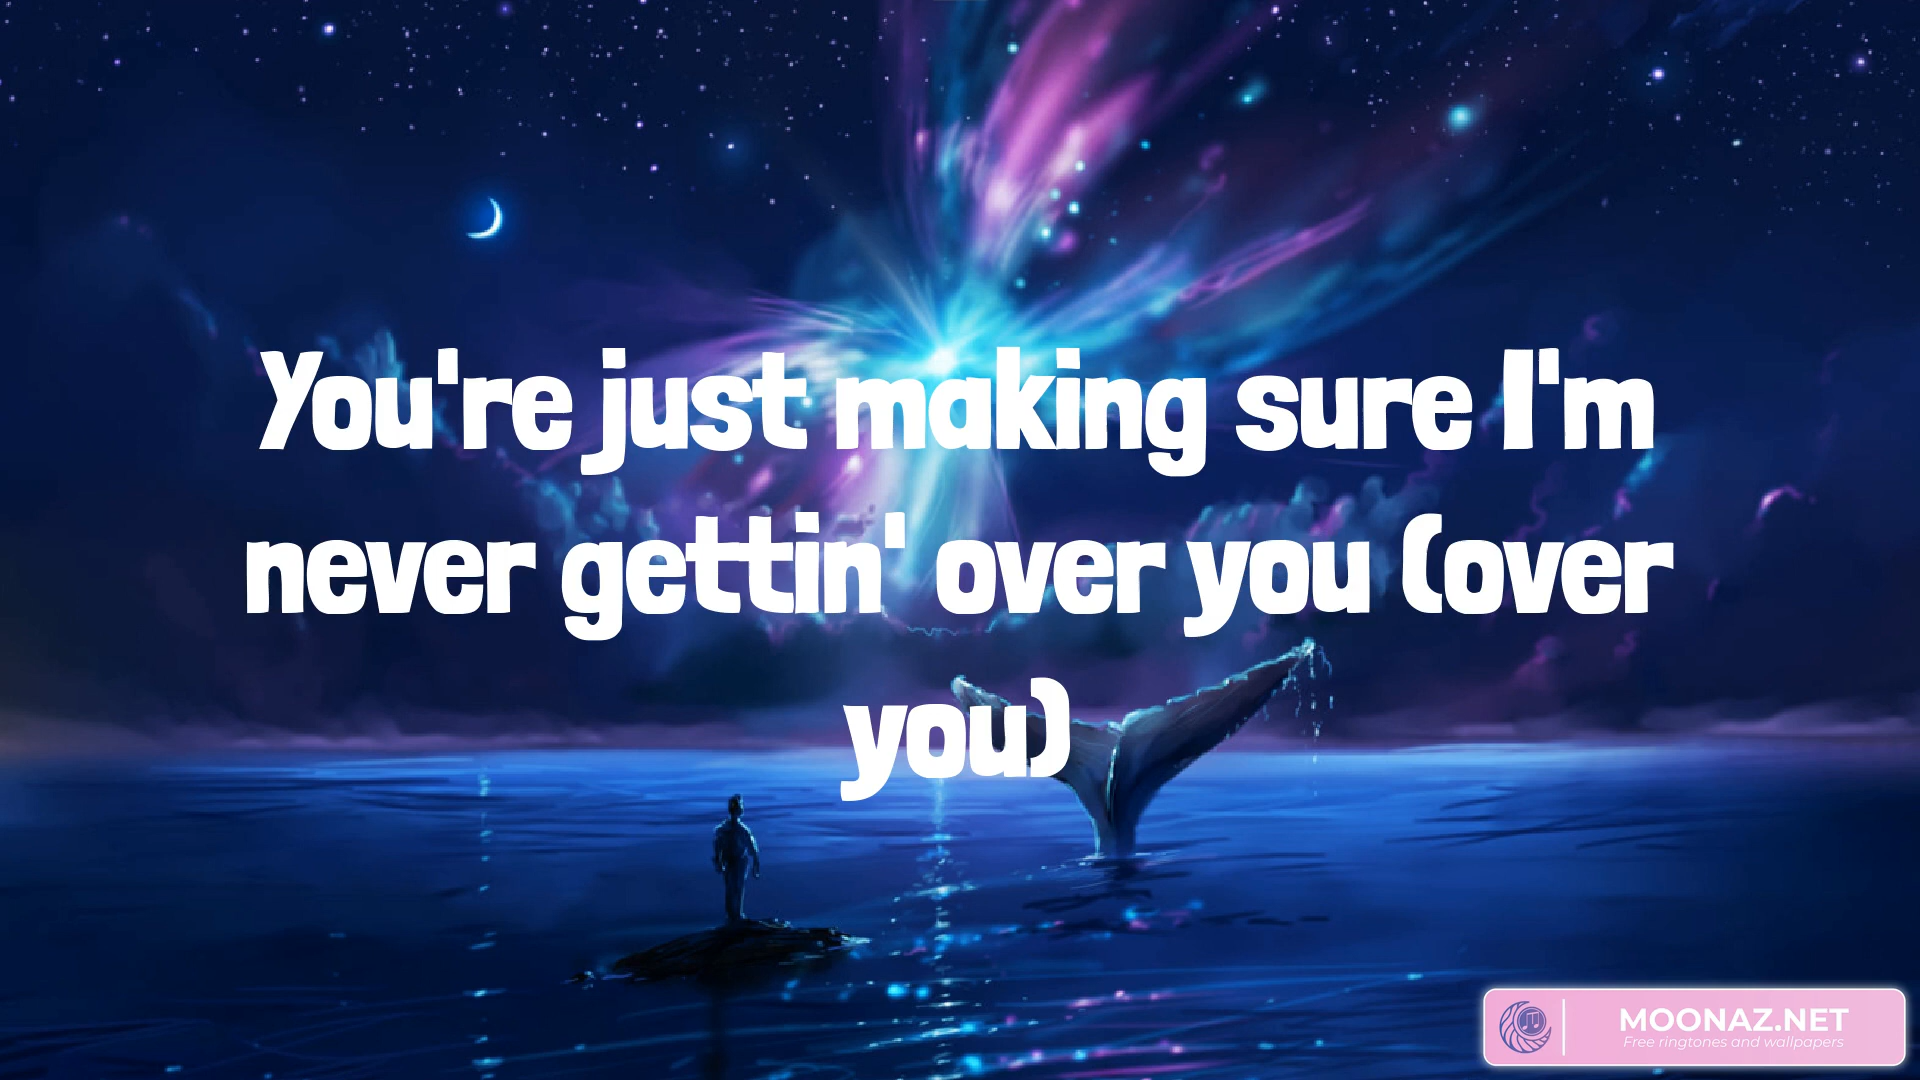 You're just making sure I'm
never gettin' over you (over
you)
MOONAZ.NET
Free ringtones and wallpapers